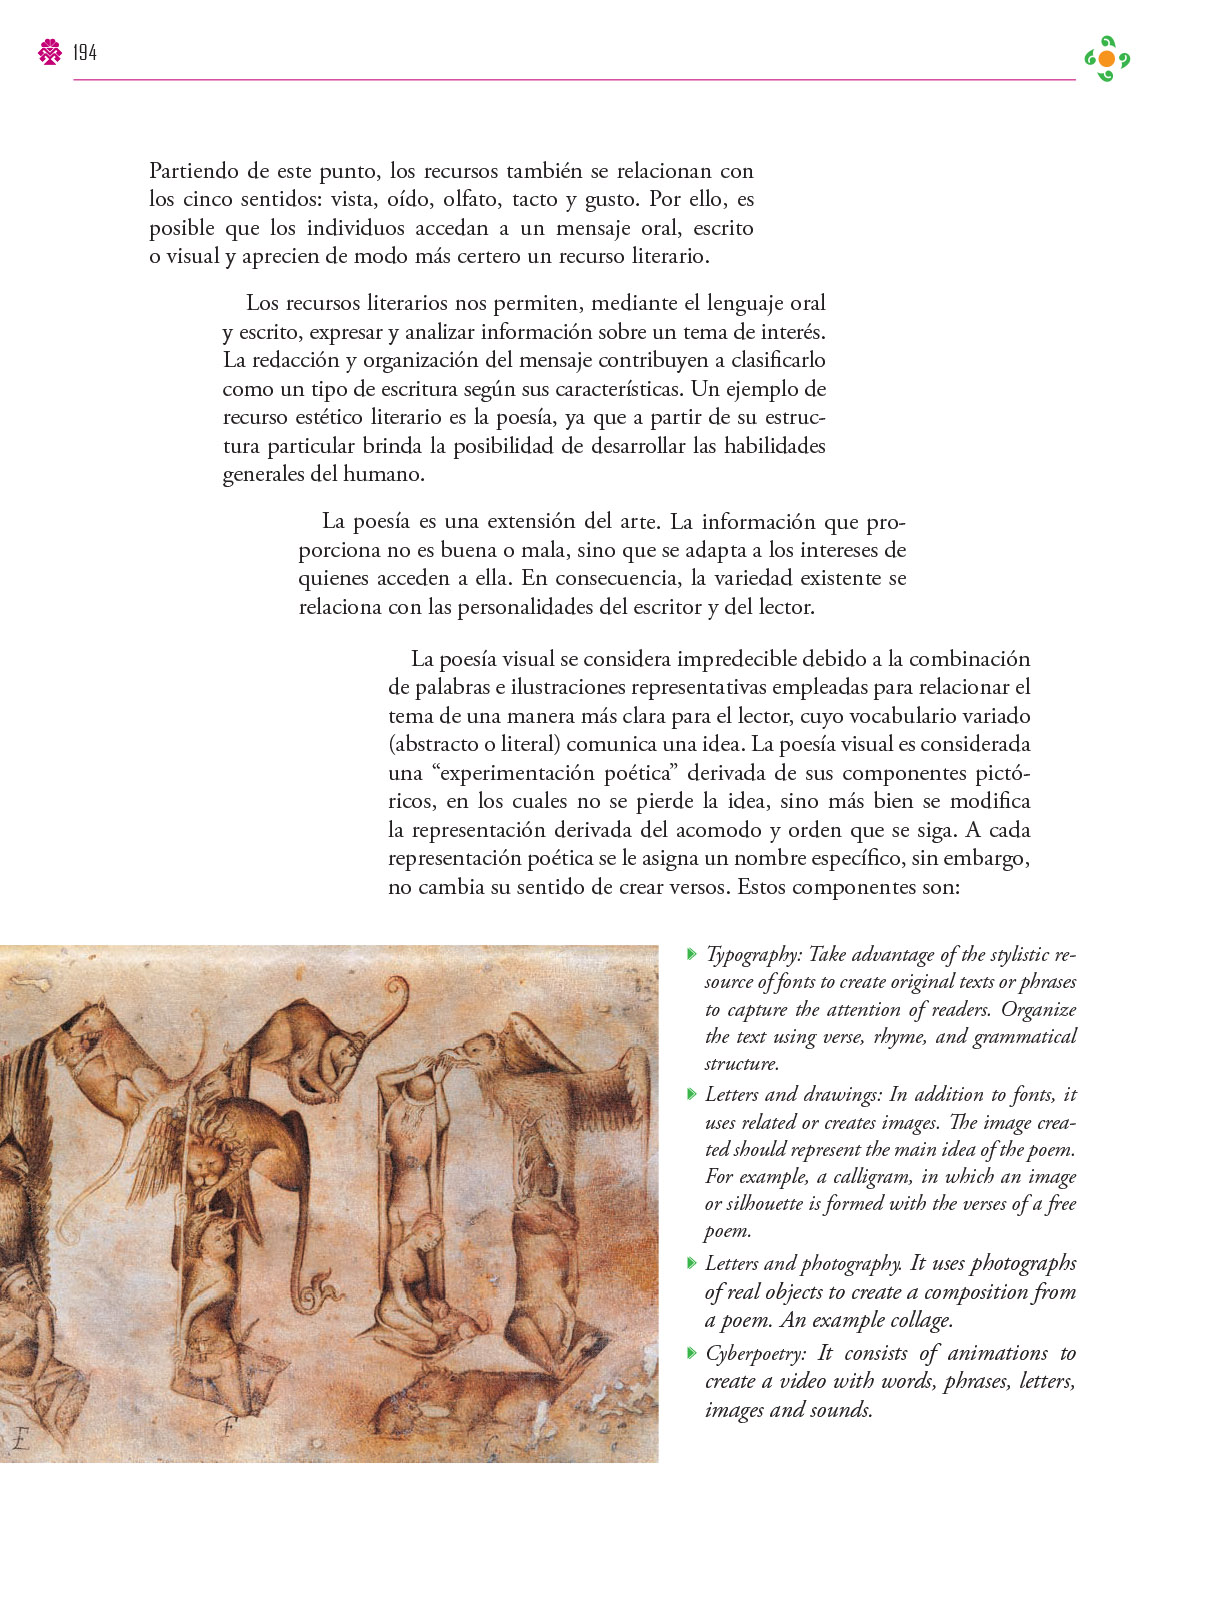 194
Partiendo de este punto, los recursos también se relacionan con
los cinco sentidos: vista, oído, olfato, tacto y gusto. Por ello, es
posible que los individuos accedan a un mensaje oral, escrito
o visual y aprecien de modo más certero un recurso literario.
Los recursos literarios nos permiten, mediante el lenguaje oral
y escrito, expresar y analizar información sobre un tema de interés.
La redacción y organización del mensaje contribuyen a clasificarlo
como un tipo de escritura según sus características. Un ejemplo de
recurso estético literario es la poesía, ya que a partir de su estruc-
tura particular brinda la posibilidad de desarrollar las habilidades
generales del humano.
La poesía es una extensión del arte. La información que pro-
porciona no es buena o mala, sino que se adapta a los intereses de
quienes acceden a ella. En consecuencia, la variedad existente se
relaciona con las personalidades del escritor y del lector.
La poesía visual se considera impredecible debido a la combinación
de palabras e ilustraciones representativas empleadas para relacionar el
tema de una manera más clara para el lector, cuyo vocabulario variado
(abstracto o literal) comunica una idea. La poesía visual es considerada
una “experimentación poética” derivada de sus componentes pictó-
ricos, en los cuales no se pierde la idea, sino más bien se modifica
la representación derivada del acomodo y orden que se siga. A cada
representación poética se le asigna un nombre específico, sin embargo,
no cambia su sentido de crear versos. Estos componentes son:
Typography: Take advantage of the stylistic re-
source of fonts to create original texts or phrases
to capture the attention of readers. Organize
the text using verse, rhyme, and grammatical
structure.
Letters and drawings: In addition to fonts, it
uses related or creates images. The image crea-
ted should represent the main idea of the poem.
For example, a calligram, in which an image
or silhouette is formed with the verses of a free
poem.
Letters and photography. It uses photographs
of real objects to create a composition from
a poem. An example collage.
Cyberpoetry: It consists of animations to
create a video with words, phrases, letters,
images and sounds.
E
F